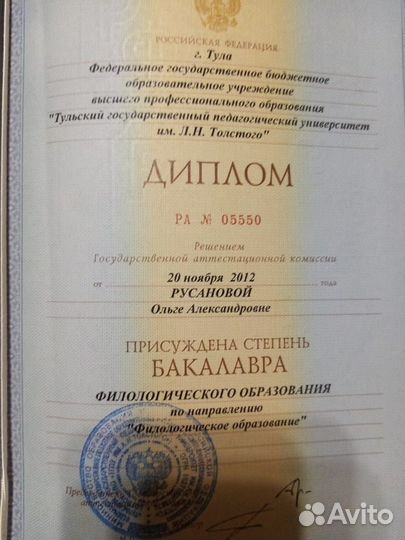 РОССИЙСКАЯ ФЕДЕРАЦИЯ
г. Тула
Федеральное государственное бюджетное
образовательное учреждение
высшего профессионального образования
"Тульский государственный педагогический университет
им. Л.Н. Толстого"
ДИПЛОМ
РА № 05550
Решением
Государственной аттестационной комиссии
от 20 ноября 2012 года
РУСАНОВОЙ
Ольге Александровне
ПРИСУЖДЕНА СТЕПЕНЬ
БАКАЛАВРА
ФИЛОЛОГИЧЕСКОГО ОБРАЗОВАНИЯ
по направлению
"Филологическое образование"
Avito